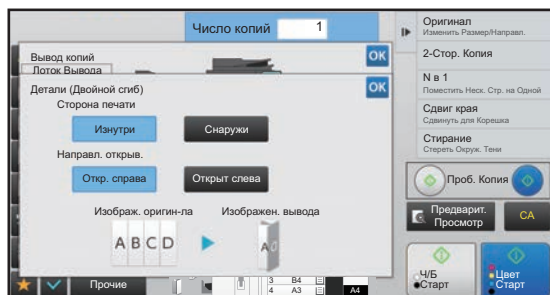 Число копий 1
Вывод копий
OK
Лоток Вывода
Детали (Двойной сгиб)
OK
Сторона печати
Изнутри
Снаружи
Направл. открыв.
Откр. справа
Открыт слева
Изображ. оригин-ла
Изображен. вывода
A B C D
A
Прочие
3 B4
4 A3
A4
Оригинал
Изменить Размер/Направл.
2-Стор. Копия
N в 1
Поместить Неск. Стр. на Одной
Сдвиг края
Сдвинуть для Корешка
Стирание
Стереть Окруж. Тени
Проб. Копия
Предварит.
Просмотр
CA
Ч/Б
Старт
Цвет
Старт